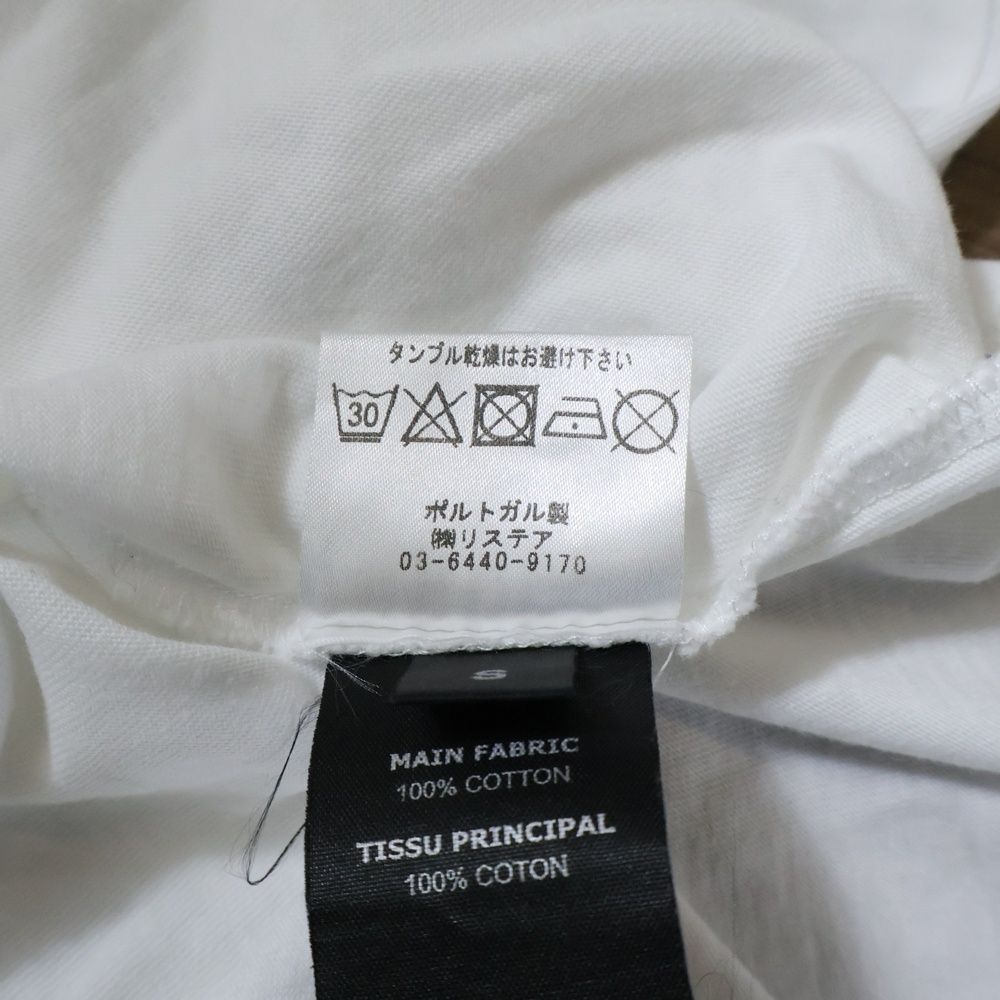 タンブル乾燥はお避け下さい
30
ポルトガル製
㈱リステア
03-6440-9170
S
MAIN FABRIC
100% COTTON
TISSU PRINCIPAL
100% COTON